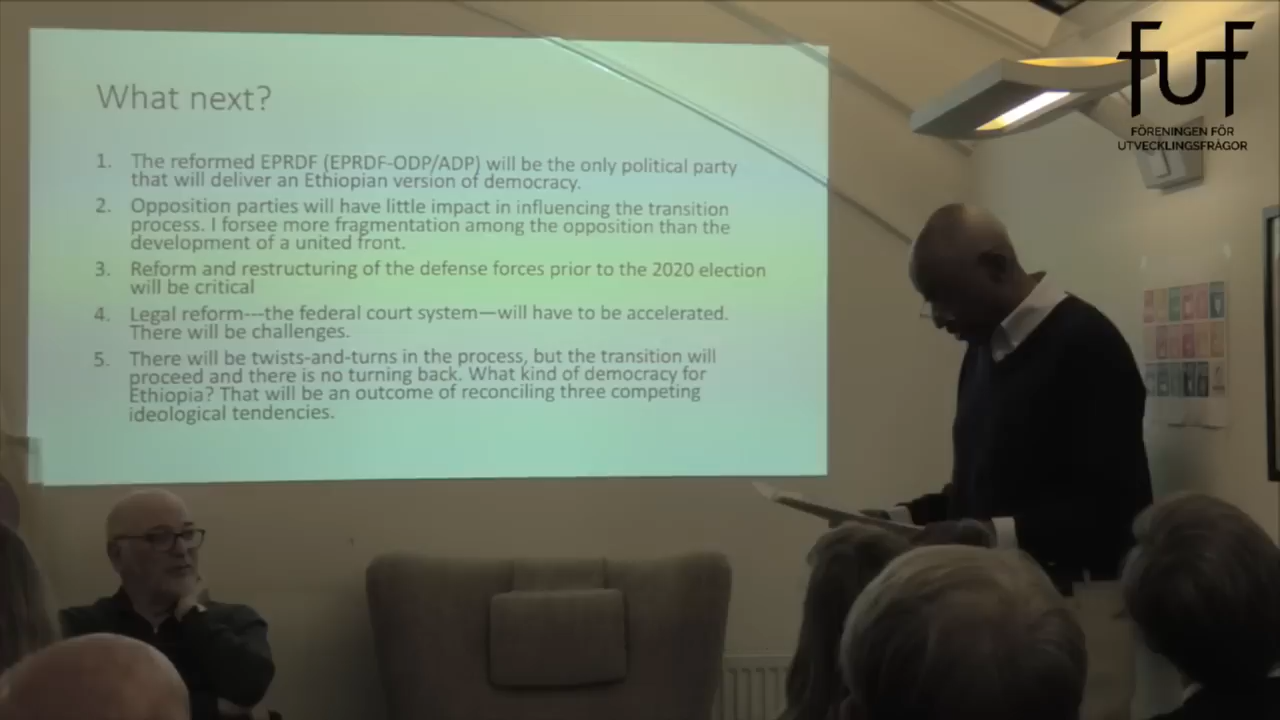 What next?
1. The reformed EPRDF (EPRDF-ODP/ADP) will be the only political party
that will deliver an Ethiopian version of democracy.
2. Opposition parties will have little impact in influencing the transition
process. I forsee more fragmentation among the opposition than the
development of a united front.
3. Reform and restructuring of the defense forces prior to the 2020 election
will be critical
4. Legal reform---the federal court system—will have to be accelerated.
There will be challenges.
5. There will be twists-and-turns in the process, but the transition will
proceed and there is no turning back. What kind of democracy for
Ethiopia? That will be an outcome of reconciling three competing
ideological tendencies.
fuf
FÖRENINGEN FÖR
UTVECKLINGSFRÅGOR